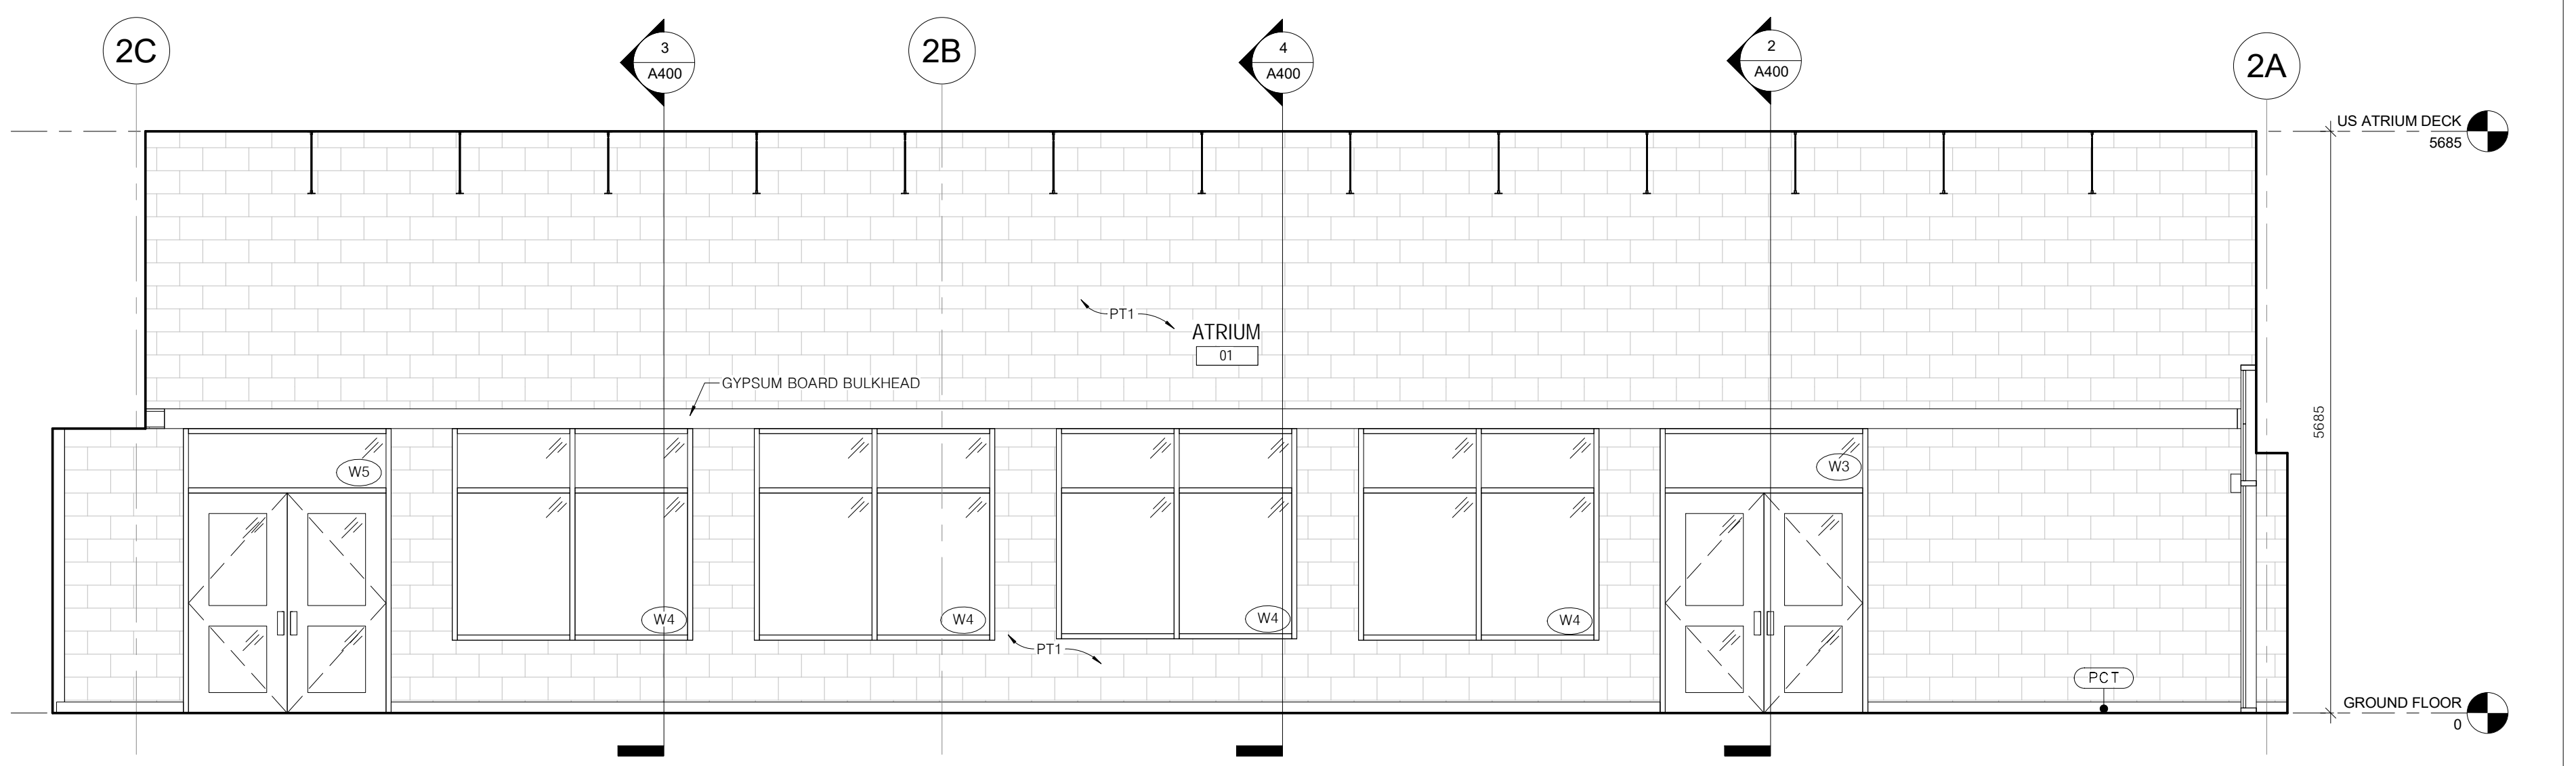 2C
3
A400
2B
4
A400
2
A400
2A
US ATRIUM DECK
5685
PT1
ATRIUM
01
GYPSUM BOARD BULKHEAD
5685
W5
W3
W4
W4
W4
W4
PT1
PCT
GROUND FLOOR
0